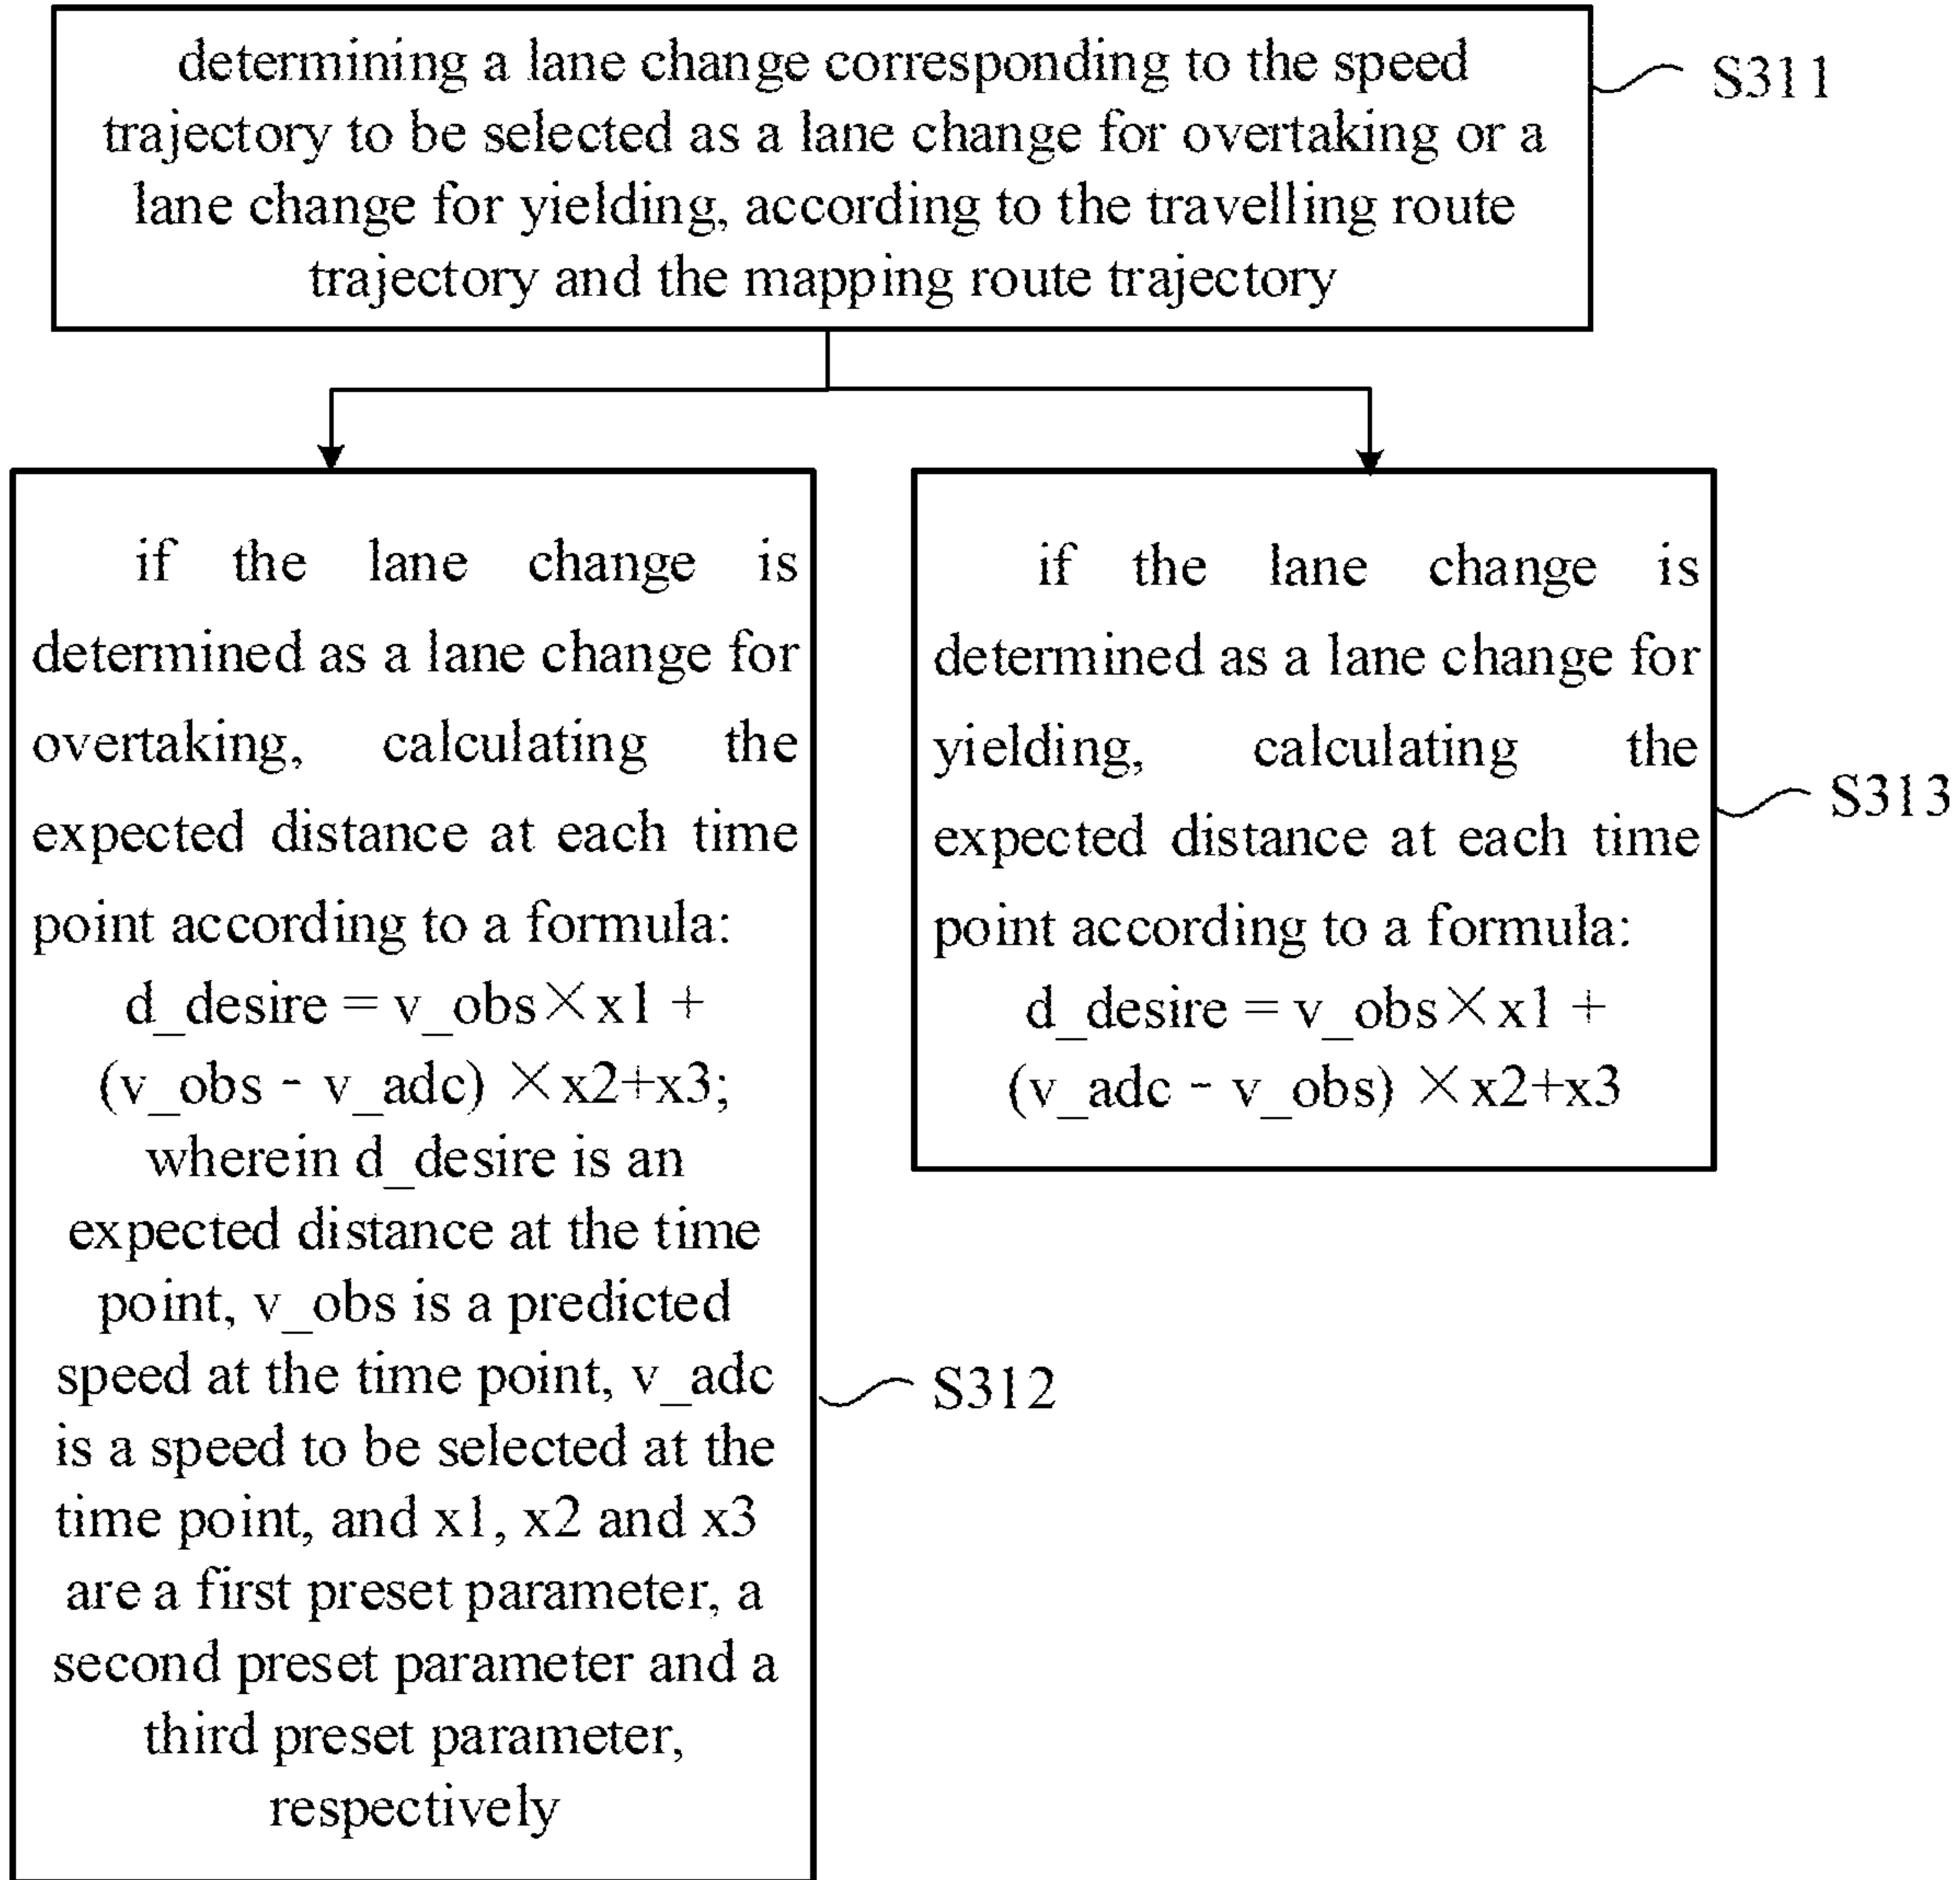 determining a lane change corresponding to the speed
trajectory to be selected as a lane change for overtaking or a
lane change for yielding, according to the travelling route
trajectory and the mapping route trajectory
S311
if the lane change is
determined as a lane change for
overtaking, calculating the
expected distance at each time
point according to a formula:
d_desire = v_obs×x1 +
(v_obs - v_adc) ×x2+x3;
wherein d_desire is an
expected distance at the time
point, v_obs is a predicted
speed at the time point, v_adc
is a speed to be selected at the
time point, and x1, x2 and x3
are a first preset parameter, a
second preset parameter and a
third preset parameter,
respectively
S312
if the lane change is
determined as a lane change for
yielding, calculating the
expected distance at each time
point according to a formula:
d_desire = v_obs×x1 +
(v_adc - v_obs) ×x2+x3
S313